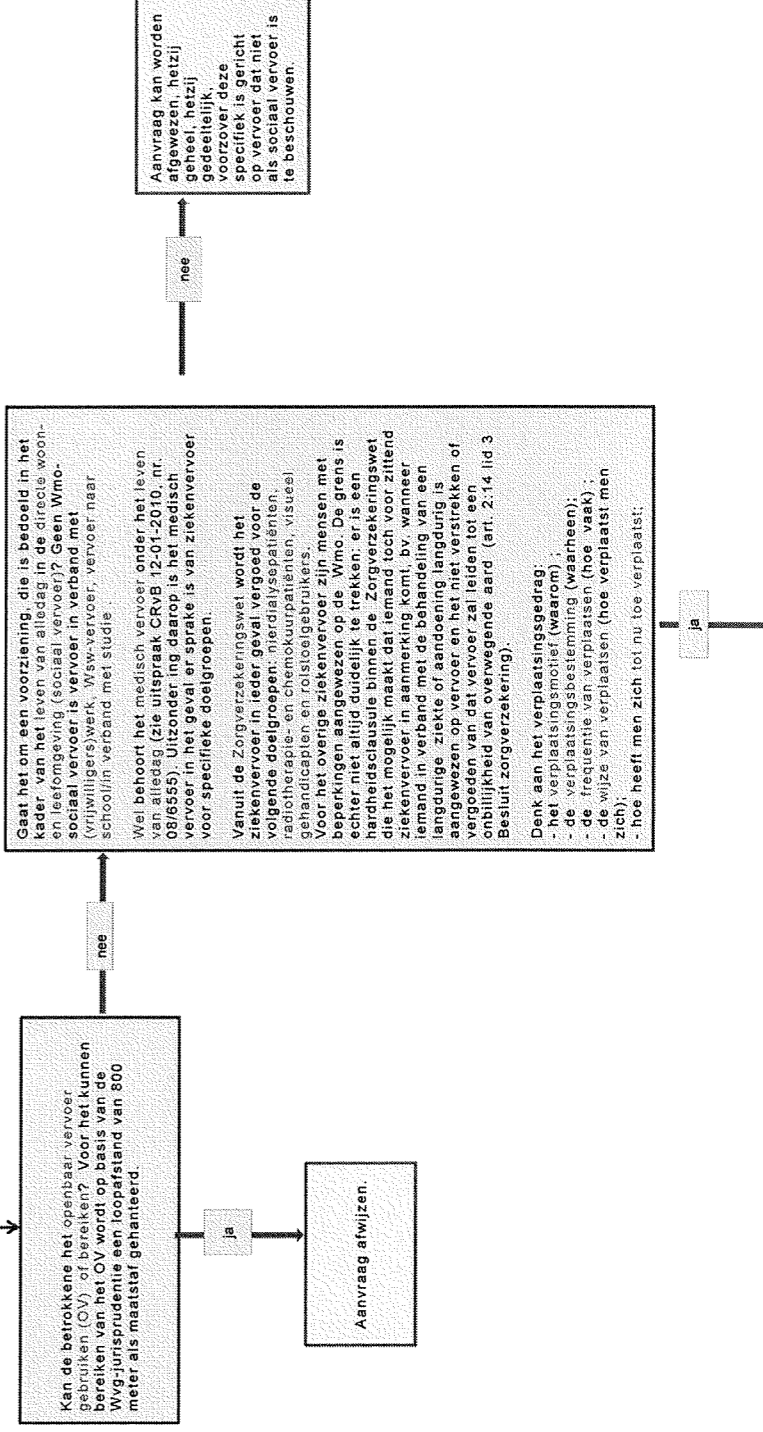 Kan de betrokkene het openbaar vervoer
gebruiken (OV) of bereiken? Voor het kunnen
bereiken van het OV wordt op basis van de
Wvg-jurisprudentie een loopafstand van 800
meter als maatstaf gehanteerd.
ja
Aanvraag afwijzen.
nee
Gaat het om een voorziening, die is bedoeld in het
kader van het leven van alledag in de directe woon-
en leefomgeving (sociaal vervoer)? Geen Wmo-
sociaal vervoer is vervoer in verband met
(vrijwilligers)werk, Wsw-vervoer, vervoer naar
school/in verband met studie
Wel behoort het medisch vervoer onder het leven
van alledag (zie uitspraak CRvB 12-01-2010, nr.
08/6555). Uitzonder ing daarop is het medisch
vervoer in het geval er sprake is van ziekenvervoer
voor specifieke doelgroepen.
Vanuit de Zorgverzekeringswet wordt het
ziekenvervoer in ieder geval vergoed voor de
volgende doelgroepen: nierdialysepatiënten,
radiotherapie- en chemokuurpatiënten, visueel
gehandicapten en rolstoelgebruikers.
Voor het overige ziekenvervoer zijn mensen met
beperkingen aangewezen op de Wmo. De grens is
echter niet altijd duidelijk te trekken: er is een
hardheidsclausule binnen de Zorgverzekeringswet
die het mogelijk maakt dat iemand toch voor zittend
ziekenvervoer in aanmerking komt, bv. wanneer
iemand in verband met de behandeling van een
langdurige ziekte of aandoening langdurig is
aangewezen op vervoer en het niet verstrekken of
vergoeden van dat vervoer zal leiden tot een
onbillijkheid van overwegende aard (art. 2:14 lid 3
Besluit zorgverzekering).
Denk aan het verplaatsingsgedrag:
- het verplaatsingsmotief (waarom) ;
- de verplaatsingsbestemming (waarheen);
- de frequentie van verplaatsen (hoe vaak) ;
- de wijze van verplaatsen (hoe verplaatst men
zich);
- hoe heeft men zich tot nu toe verplaatst;
ja
nee
Aanvraag kan worden
afgewezen, hetzij
geheel, hetzij
gedeeltelijk,
voorzover deze
specifiek is gericht
op vervoer dat niet
als sociaal vervoer is
te beschouwen.